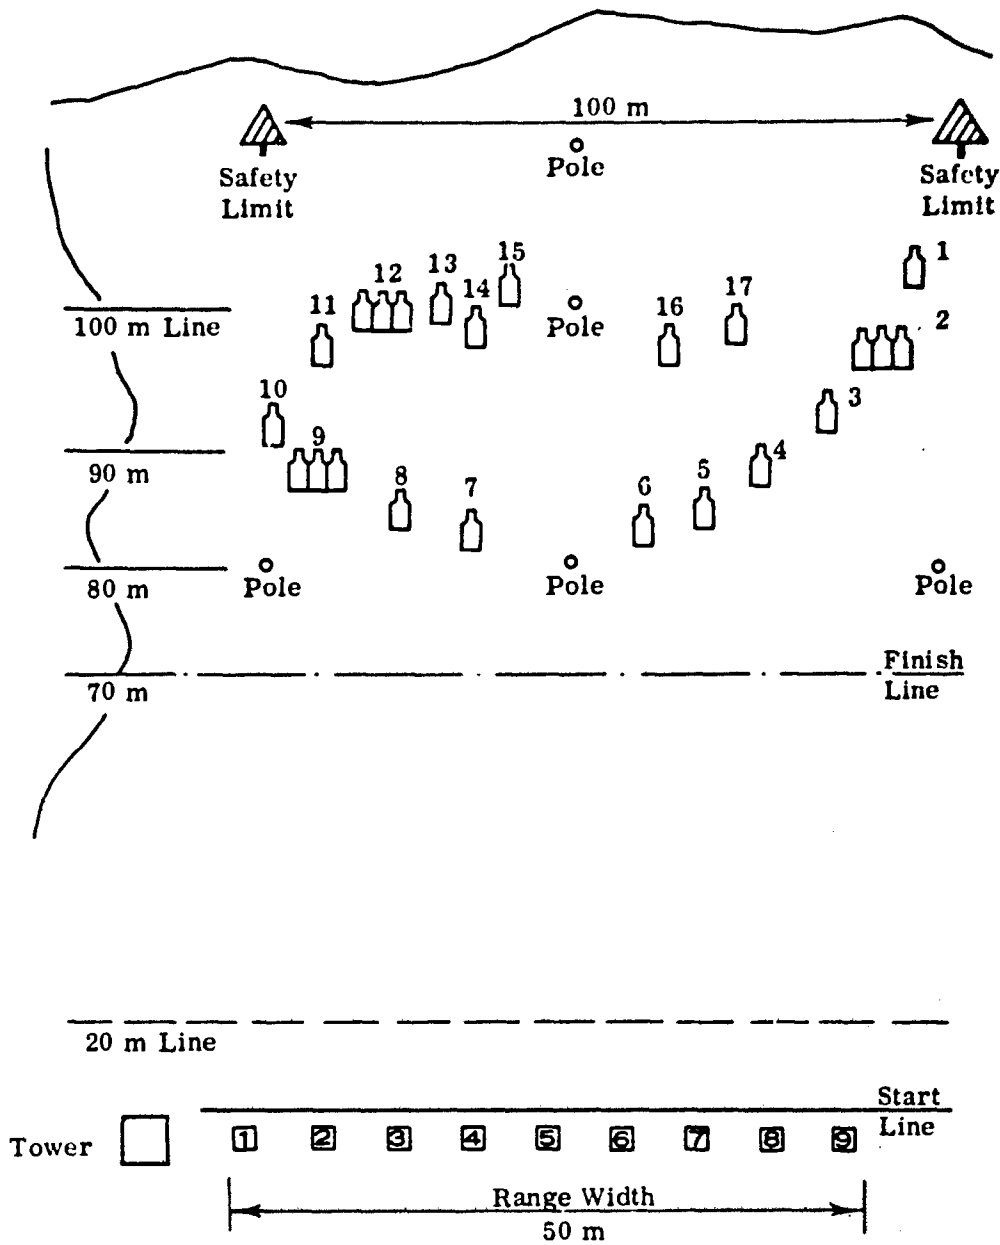 100 m
Pole
Safety
Limit
Safety
Limit
15
1
13
12
14
17
11
16
2
100 m Line
Pole
10
3
9
4
90 m
8
7
6
5
80 m
Pole
Pole
Pole
Finish
Line
70 m
20 m Line
Start
Line
Tower
1 2 3 4 5 6 7 8 9
Range Width
50 m